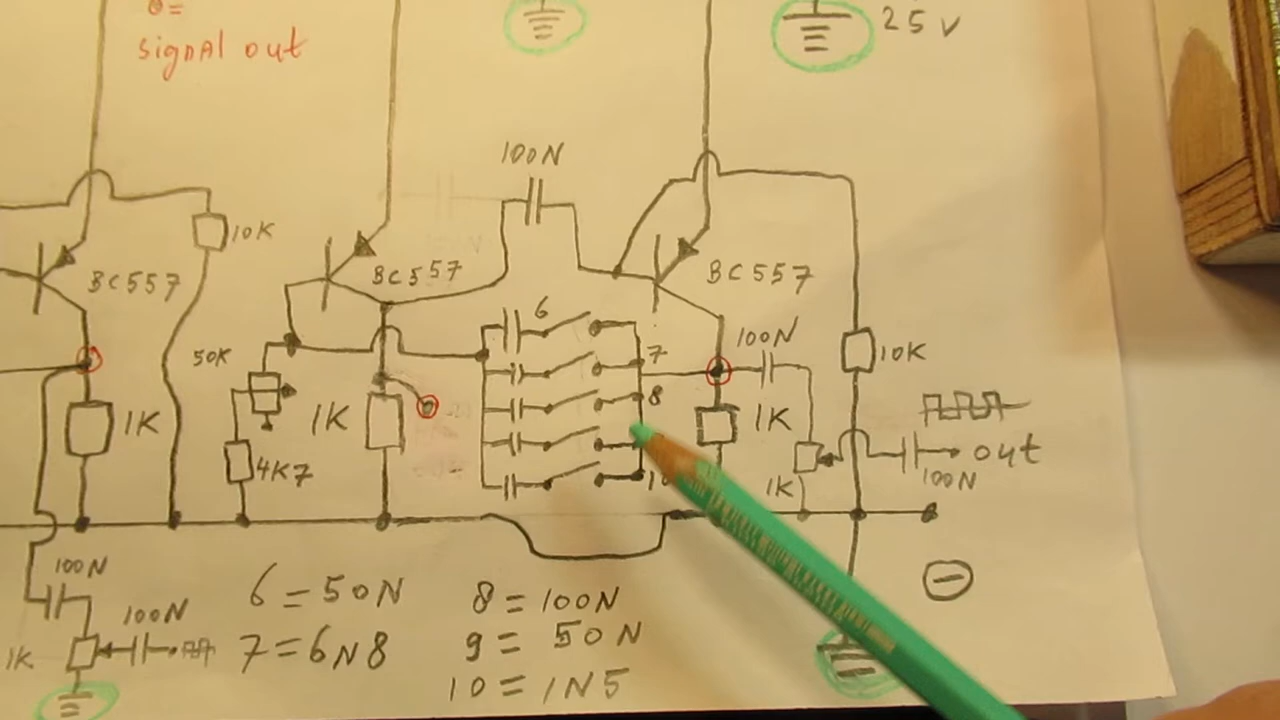 θ=
signal out
25 V
100N
10K
BC557
BC557
BC557
6
50K
7
100N
10K
1K
1K
8
1K
4K7
out
1K
100N
10
100N
6 = 50N
8 = 100N
100N
7 = 6N8
9 = 50N
1K
10 = 1N5